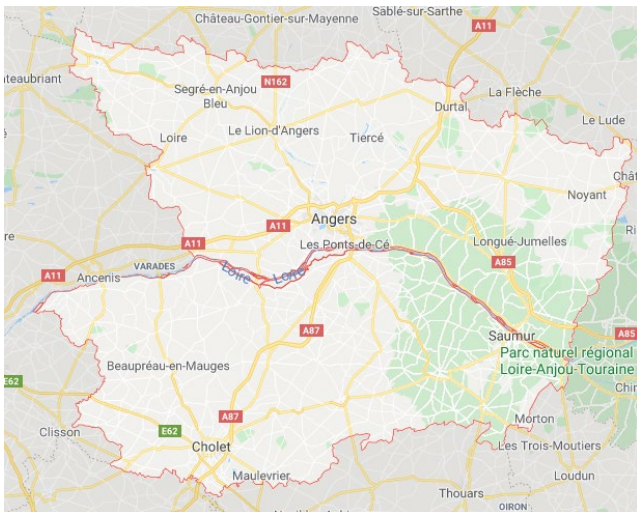 Château-Gontier-sur-Mayenne
Sablé-sur-Sarthe
A11
N162
La Flèche
Segré-en-Anjou
Bleu
Durtal
Le Lion-d'Angers
Tiercé
Loire
Le Lude
Noyant
Angers
A11
A11
Les Ponts-de-Cé
Longué-Jumelles
A85
VARADES
A11
Ancenis
Loire
Loire
A87
Saumur
A85
Parc naturel régional
Loire-Anjou-Touraine
Beaupréau-en-Mauges
E62
A87
E62
Clisson
Cholet
Morton
Les Trois-Moutiers
Maulevrier
Loudun
Thouars
OIRON